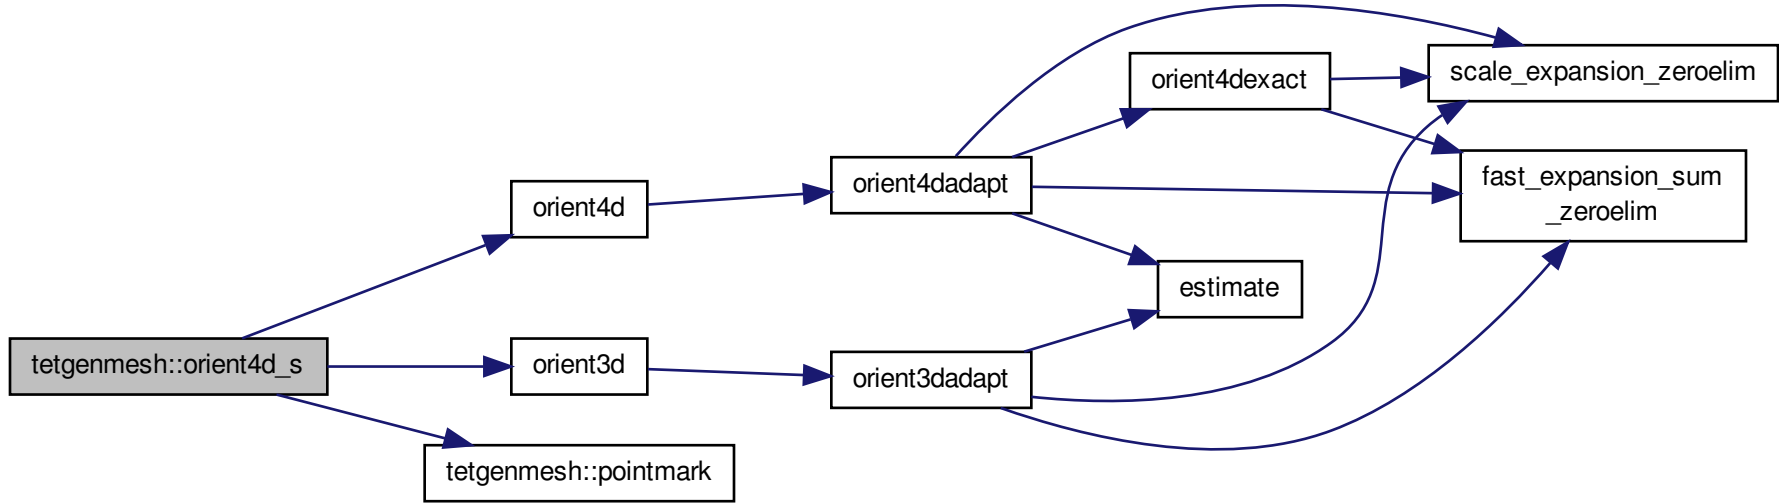 tetgenmesh::orient4d_s
orient4d
orient3d
tetgenmesh::pointmark
orient4dadapt
orient3dadapt
orient4dexact
estimate
scale_expansion_zeroelim
fast_expansion_sum
_zeroelim